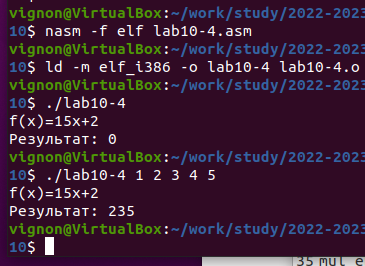 vignon@VirtualBox:~/work/study/2022-2023
10$ nasm -f elf lab10-4.asm
vignon@VirtualBox:~/work/study/2022-2023
10$ ld -m elf_i386 -o lab10-4 lab10-4.o
vignon@VirtualBox:~/work/study/2022-2023
10$ ./lab10-4
f(x)=15x+2
Результат: 0
vignon@VirtualBox:~/work/study/2022-2023
10$ ./lab10-4 1 2 3 4 5
f(x)=15x+2
Результат: 235
vignon@VirtualBox:~/work/study/2022-2023
10$
35 mul e